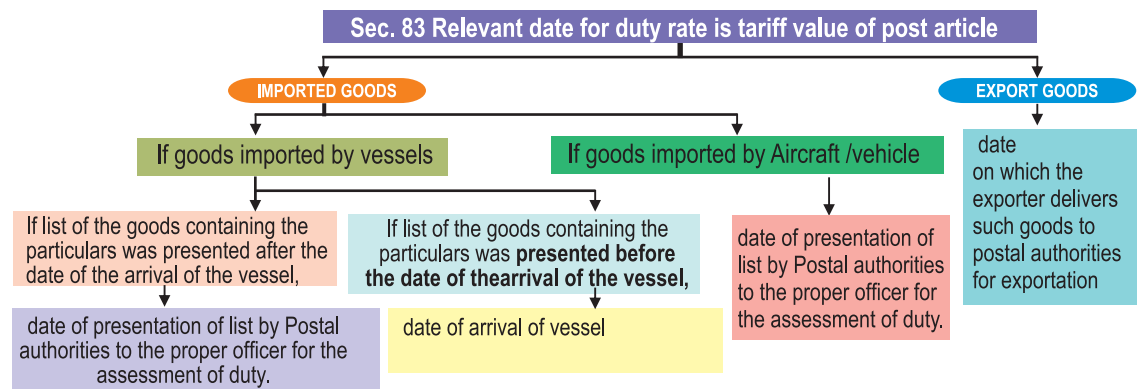 Sec. 83 Relevant date for duty rate is tariff value of post article
IMPORTED GOODS
EXPORT GOODS
If goods imported by vessels
If goods imported by Aircraft /vehicle
date
on which the
exporter delivers
such goods to
postal authorities
for exportation
If list of the goods containing the
particulars was presented after the
date of the arrival of the vessel,
If list of the goods containing the
particulars was presented before
the date of thearrival of the vessel,
date of presentation of
list by Postal authorities
to the proper officer for
the assessment of duty.
date of presentation of list by Postal
authorities to the proper officer for the
assessment of duty.
date of arrival of vessel